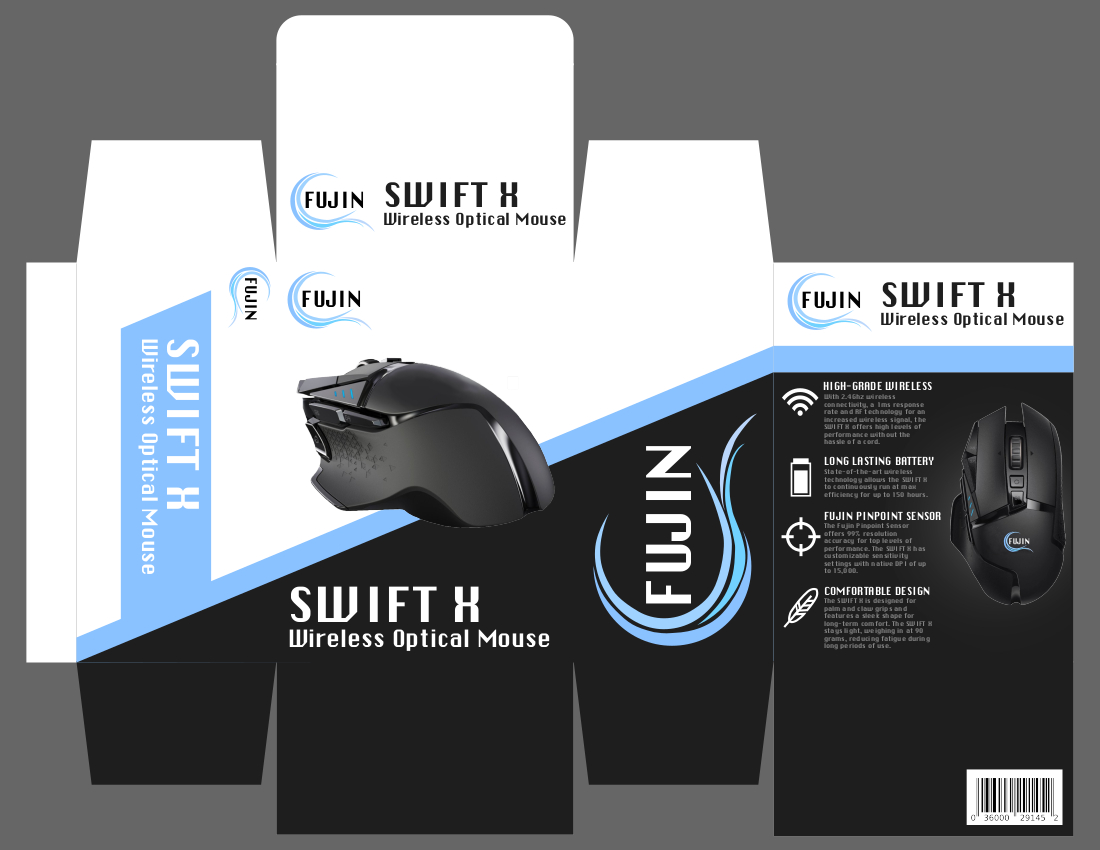 FUJIN
SWIFT X
Wireless Optical Mouse
FUJIN
FUJIN
SWIFT X
Wireless Optical Mouse
SWIFT X
Wireless Optical Mouse
FUJIN
FUJIN
SWIFT X
Wireless Optical Mouse
HIGH-GRADE WIRELESS
With 2.4Ghz wireless
connectivity, a 1ms response
rate and RF technology for an
increased wireless signal, the
SWIFT X offers high levels of
performance without the
hassle of a cord.
LONG LASTING BATTERY
State-of-the-art wireless
technology allows the SWIFT X
to continuously run at max
efficiency for up to 150 hours.
FUJIN PINPOINT SENSOR
The Fujin Pinpoint Sensor
offers 99% resolution
accuracy for top levels of
performance. The SWIFT X has
customizable sensitivity
settings with native DPI of up
to 15,000.
COMFORTABLE DESIGN
The SWIFT X is designed for
palm and claw grips and
features a sleek shape for
long-term comfort. The SWIFT X
stays light, weighing in at 90
grams, reducing fatigue during
long periods of use.
FUJIN
0 36000 29145 2